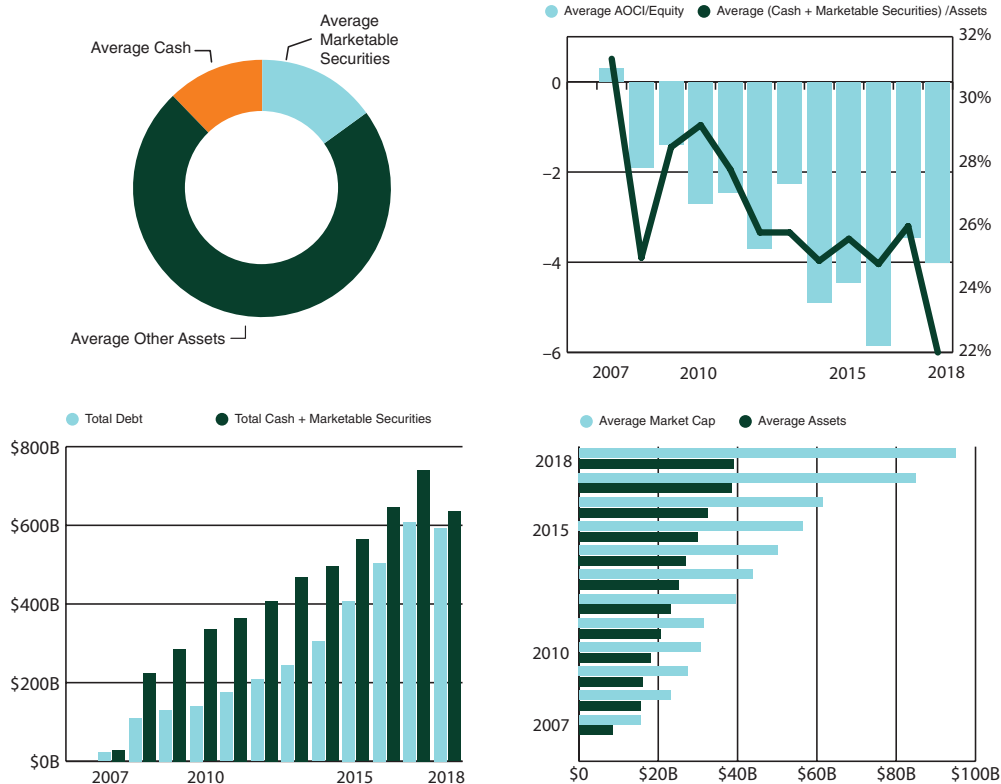 Average
Marketable
Securities
Average Cash
Average Other Assets
Average AOCI/Equity
Average (Cash + Marketable Securities) /Assets
32%
0
30%
28%
−2
26%
−4
24%
−6
22%
2007
2010
2015
2018
Total Debt
Total Cash + Marketable Securities
$800B
$600B
$400B
$200B
$0B
2007
2010
2015
2018
Average Market Cap
Average Assets
2018
2015
2010
2007
$0
$20B
$40B
$60B
$80B
$100B